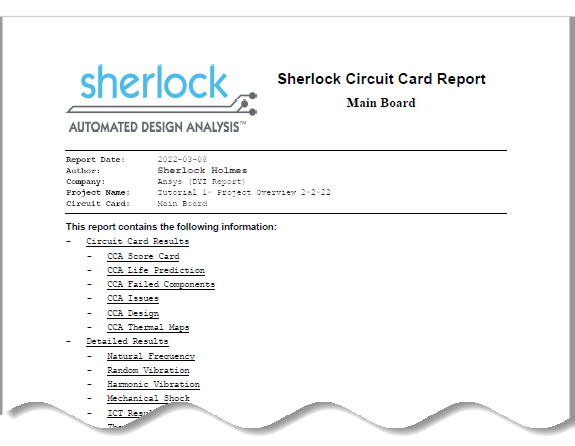 sherlock
AUTOMATED DESIGN ANALYSIS™
Sherlock Circuit Card Report
Main Board
Report Date: 2022-03-08
Author: Sherlock Holmes
Company: Ansys (DYI Report)
Project Name: Tutorial 1- Project Overview 2-2-22
Circuit Card: Main Board
This report contains the following information:
- Circuit Card Results
- CCA Score Card
- CCA Life Prediction
- CCA Failed Components
- CCA Issues
- CCA Design
- CCA Thermal Maps
- Detailed Results
- Natural Frequency
- Random Vibration
- Harmonic Vibration
- Mechanical Shock
- ICT